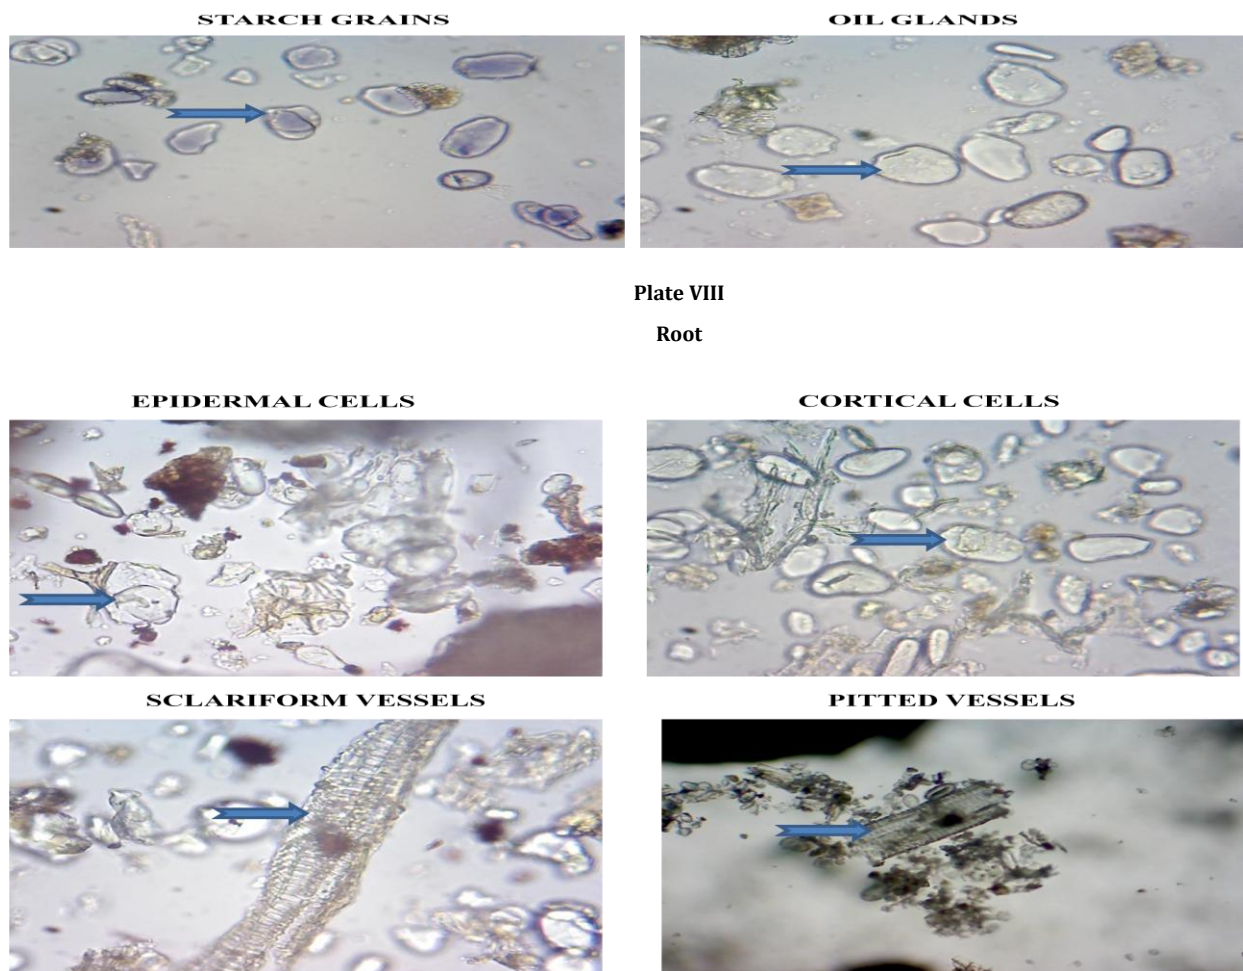 STARCH GRAINS
OIL GLANDS
Plate VIII
Root
EPIDERMAL CELLS
CORTICAL CELLS
SCLARIFORM VESSELS
PITTED VESSELS